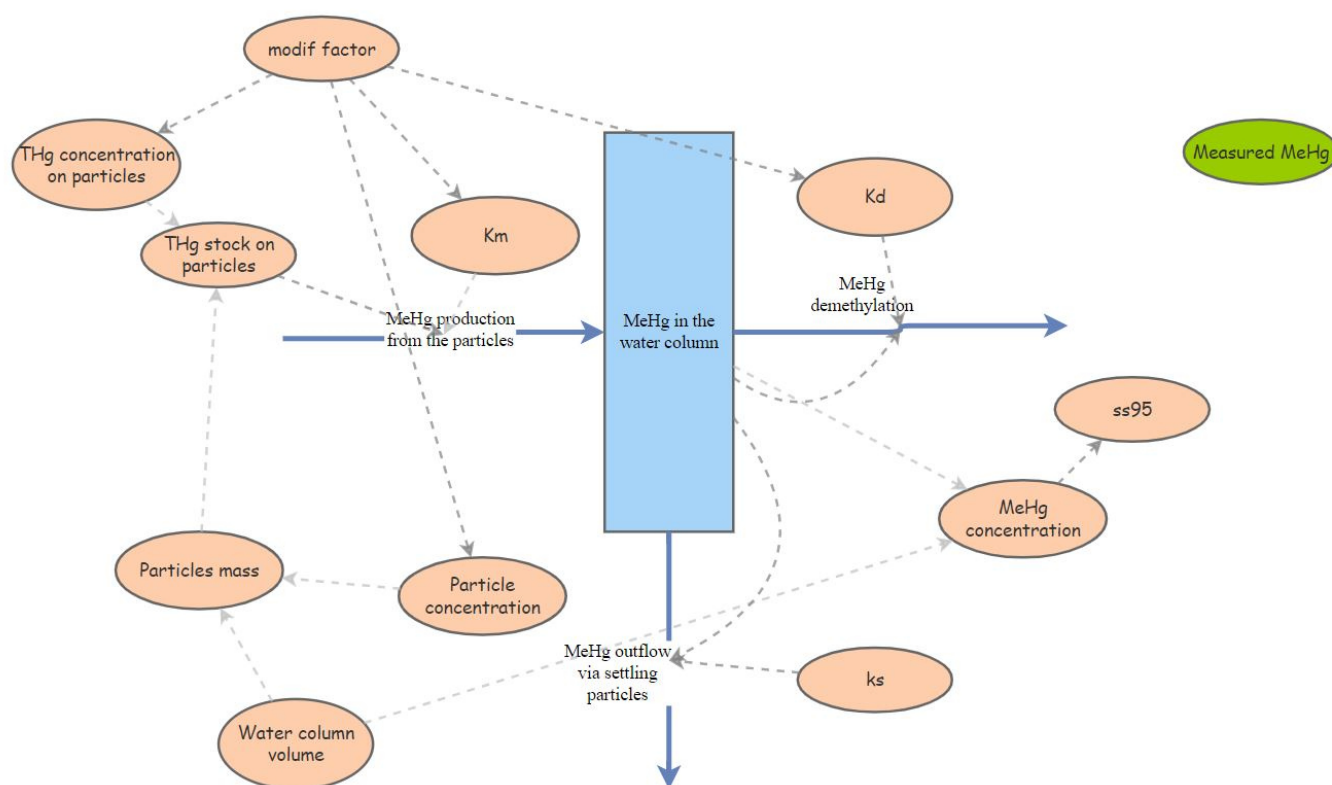 modif factor
THg concentration
on particles
Measured MeHg
Kd
Km
THg stock on
particles
MeHg
demethylation
MeHg production
from the particles
MeHg in the
water column
ss95
MeHg
concentration
Particles mass
Particle
concentration
MeHg outflow
via settling
particles
ks
Water column
volume